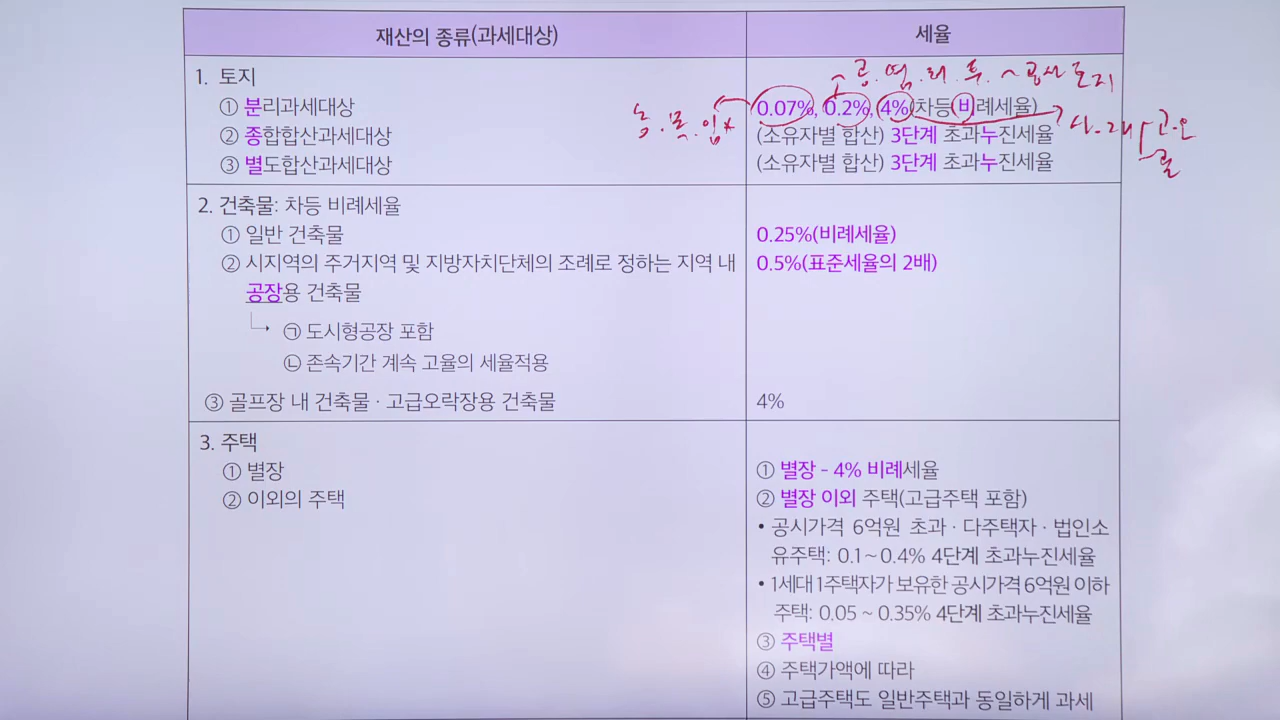 재산의 종류(과세대상)
세율
1. 토지
① 분리과세대상
② 종합합산과세대상
③ 별도합산과세대상
0.07%, 0.2%, 4%(차등 비례세율)
(소유자별 합산) 3단계 초과누진세율
(소유자별 합산) 3단계 초과누진세율
농.목.임
2. 건축물: 차등 비례세율
① 일반 건축물
0.25%(비례세율)
② 시지역의 주거지역 및 지방자치단체의 조례로 정하는 지역 내
0.5%(표준세율의 2배)
공장용 건축물
㉠ 도시형공장 포함
㉡ 존속기간 계속 고율의 세율적용
③ 골프장 내 건축물 · 고급오락장용 건축물
4%
3. 주택
① 별장
② 이외의 주택
① 별장 - 4% 비례세율
② 별장 이외 주택(고급주택 포함)
• 공시가격 6억원 초과 · 다주택자 · 법인소
유주택: 0.1~0.4% 4단계 초과누진세율
• 1세대 1주택자가 보유한 공시가격 6억원 이하
주택: 0.05 ~ 0.35% 4단계 초과누진세율
③ 주택별
④ 주택가액에 따라
⑤ 고급주택도 일반주택과 동일하게 과세